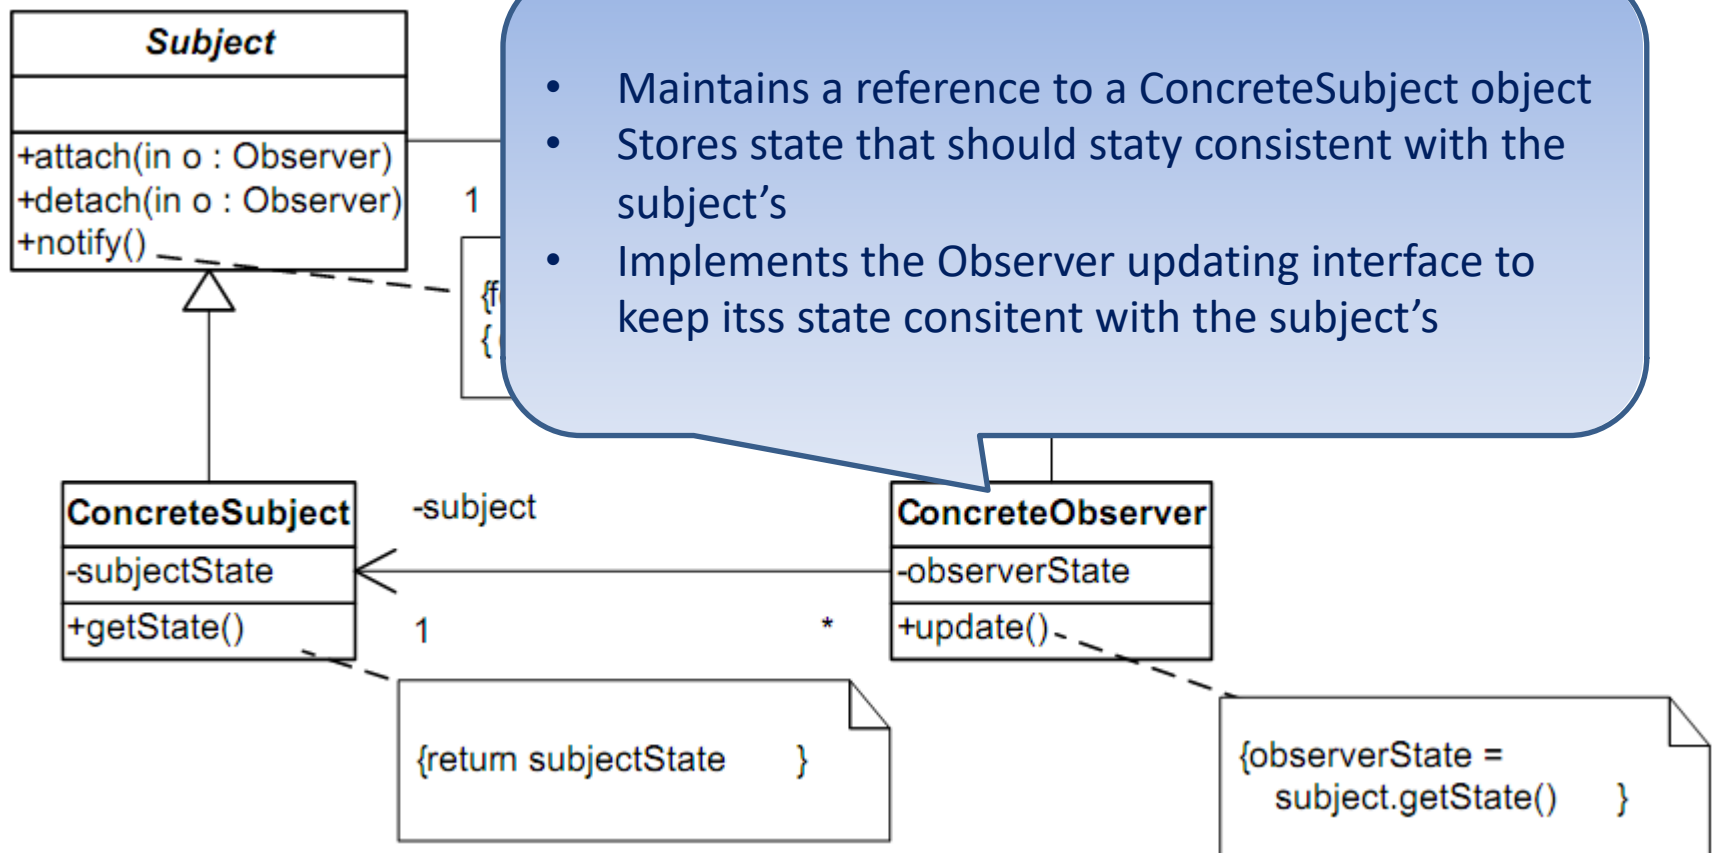 Subject
+attach(in o : Observer)
+detach(in o : Observer)
+notify()
1
• Maintains a reference to a ConcreteSubject object
• Stores state that should staty consistent with the
subject’s
• Implements the Observer updating interface to
keep itss state consitent with the subject’s
{
{
ConcreteSubject
-subjectState
+getState()
-subject
1
*
ConcreteObserver
-observerState
+update()
{return subjectState }
{observerState =
subject.getState() }